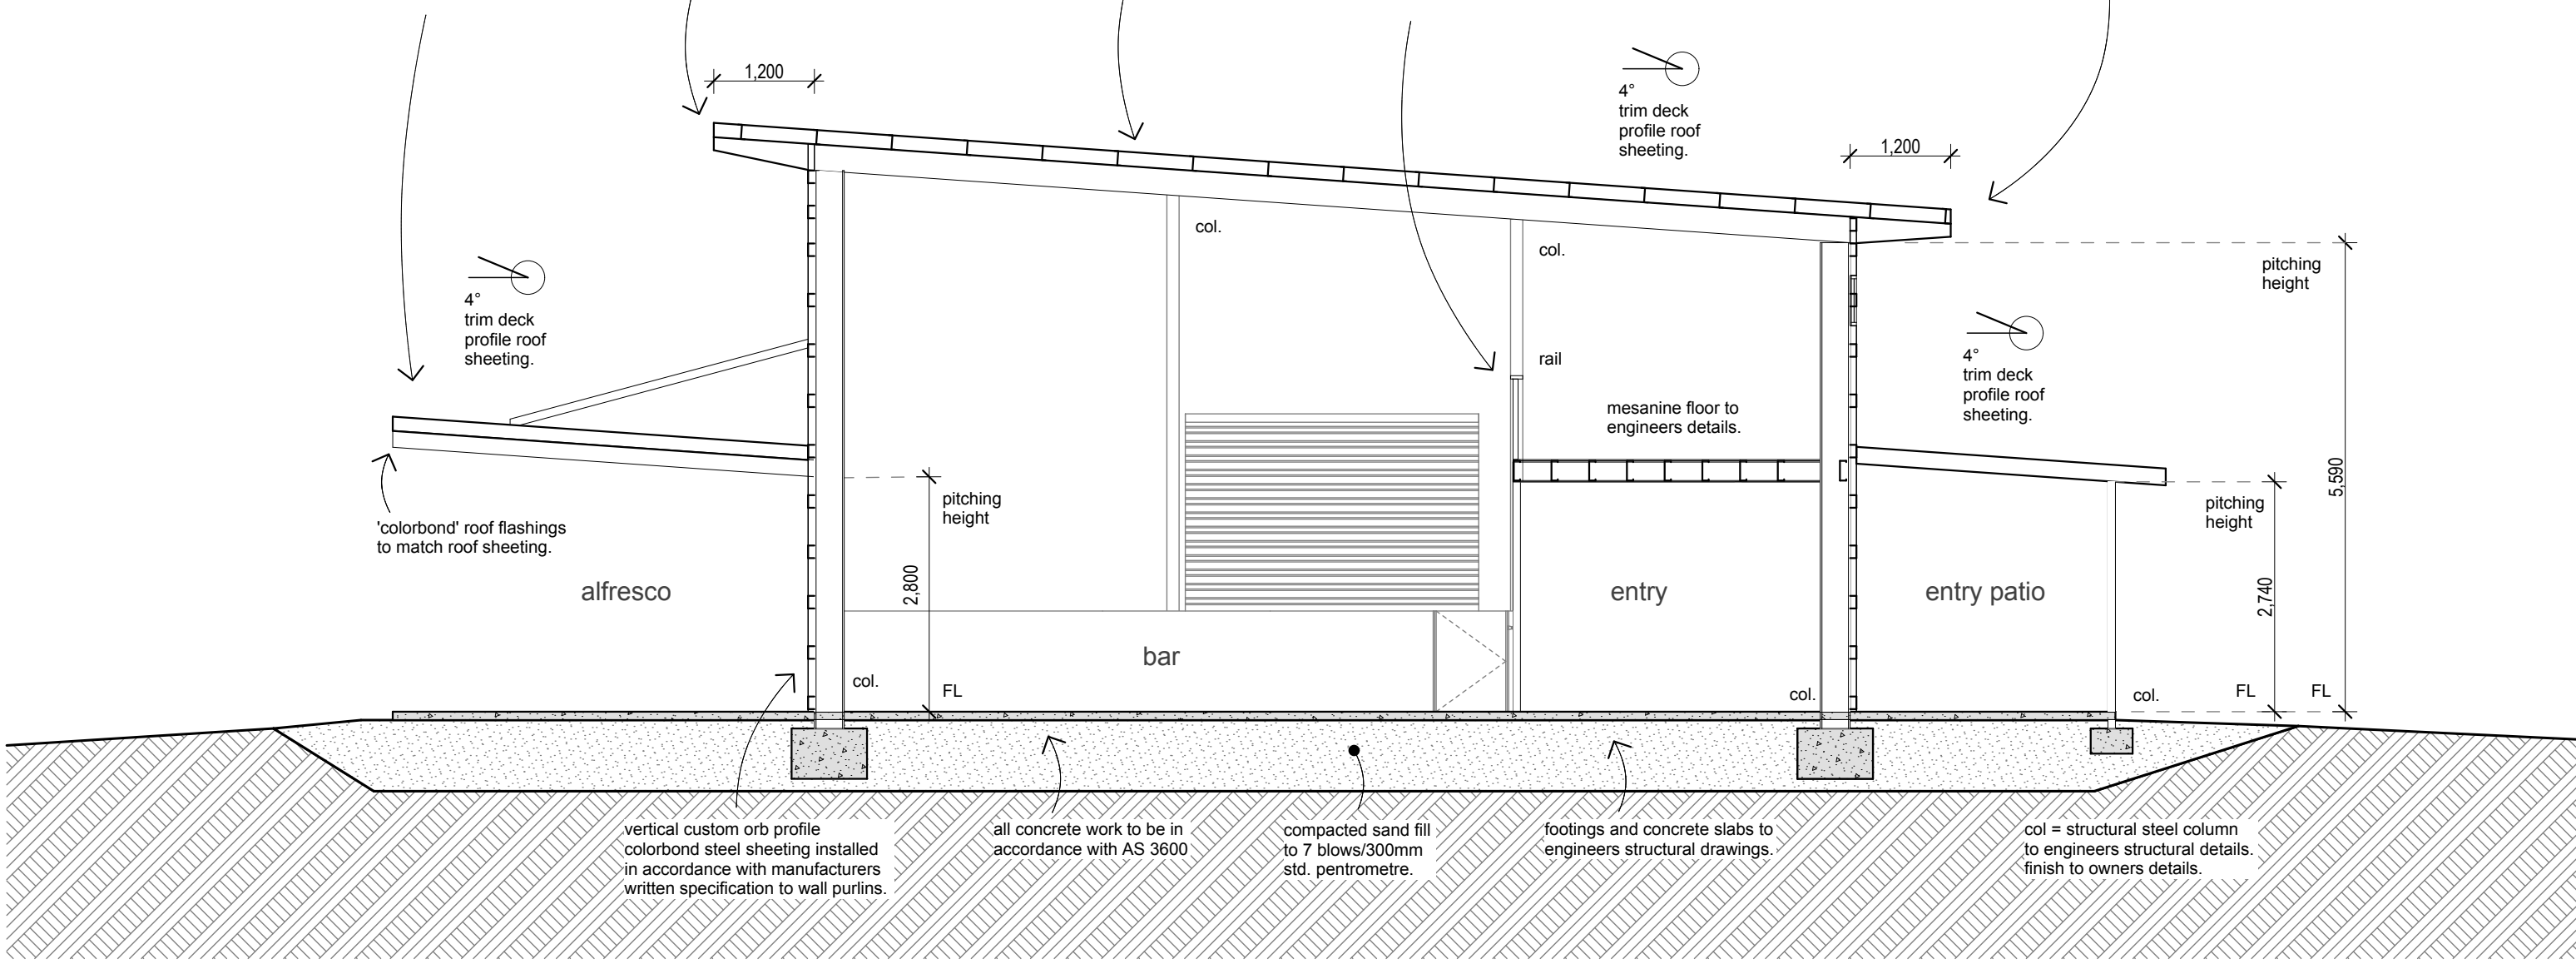 1,200
4°
trim deck
profile roof
sheeting.
1,200
col.
col.
pitching
height
4°
trim deck
profile roof
sheeting.
rail
4°
trim deck
profile roof
sheeting.
mesanine floor to
engineers details.
5,590
pitching
height
pitching
height
'colorbond' roof flashings
to match roof sheeting.
2,800
2,740
alfresco
entry
entry patio
bar
col.
FL
col.
col.
FL
FL
vertical custom orb profile
colorbond steel sheeting installed
in accordance with manufacturers
written specification to wall purlins.
all concrete work to be in
accordance with AS 3600
compacted sand fill
to 7 blows/300mm
std. pentrometre.
footings and concrete slabs to
engineers structural drawings.
col = structural steel column
to engineers structural details.
finish to owners details.